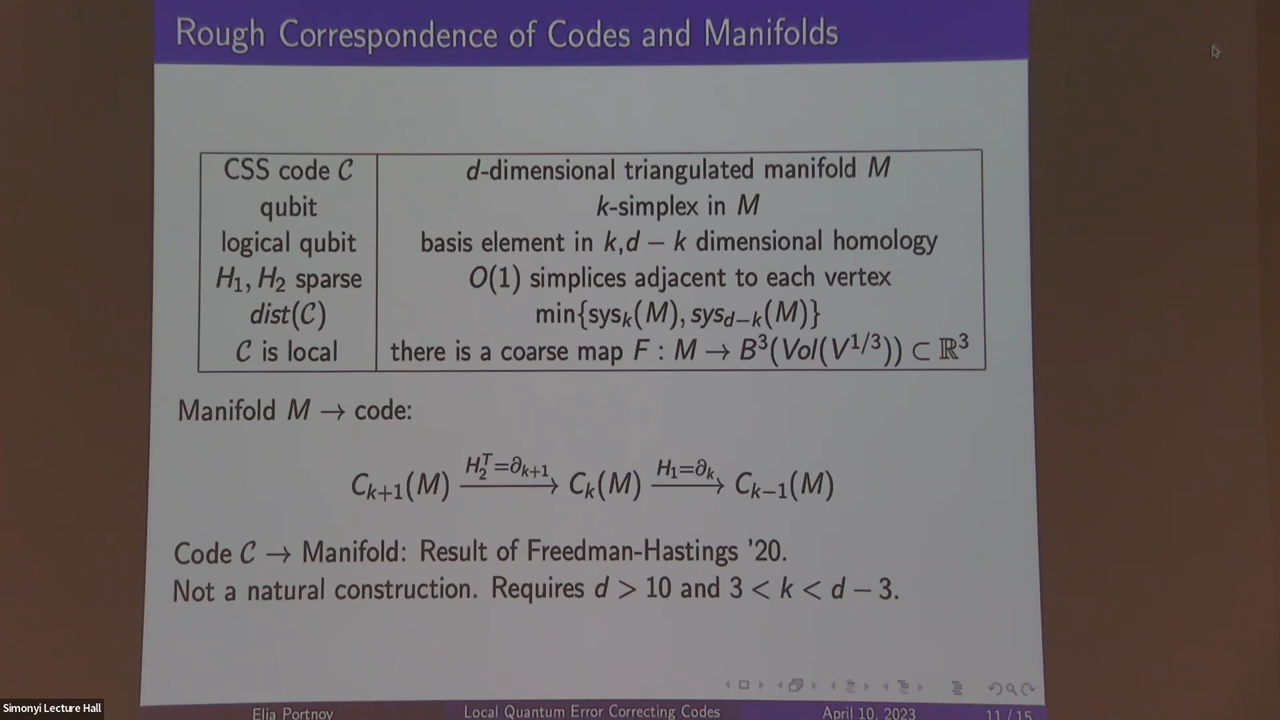 Rough Correspondence of Codes and Manifolds
CSS code 𝒞 | d-dimensional triangulated manifold M
qubit | k-simplex in M
logical qubit | basis element in k, d − k dimensional homology
H₁, H₂ sparse | O(1) simplices adjacent to each vertex
dist(𝒞) | min{sysₖ(M), sys_{d−k}(M)}
𝒞 is local | there is a coarse map F : M → B³(Vol(V^{1/3})) ⊂ ℝ³
Manifold M → code:
C_{k+1}(M) —H₂ᵀ=∂_{k+1}→ C_k(M) —H₁=∂_k→ C_{k−1}(M)
Code 𝒞 → Manifold: Result of Freedman-Hastings '20.
Not a natural construction. Requires d > 10 and 3 < k < d − 3.
Simonyi Lecture Hall
Elia Portnoy Local Quantum Error Correcting Codes April 10, 2023 11 / 15